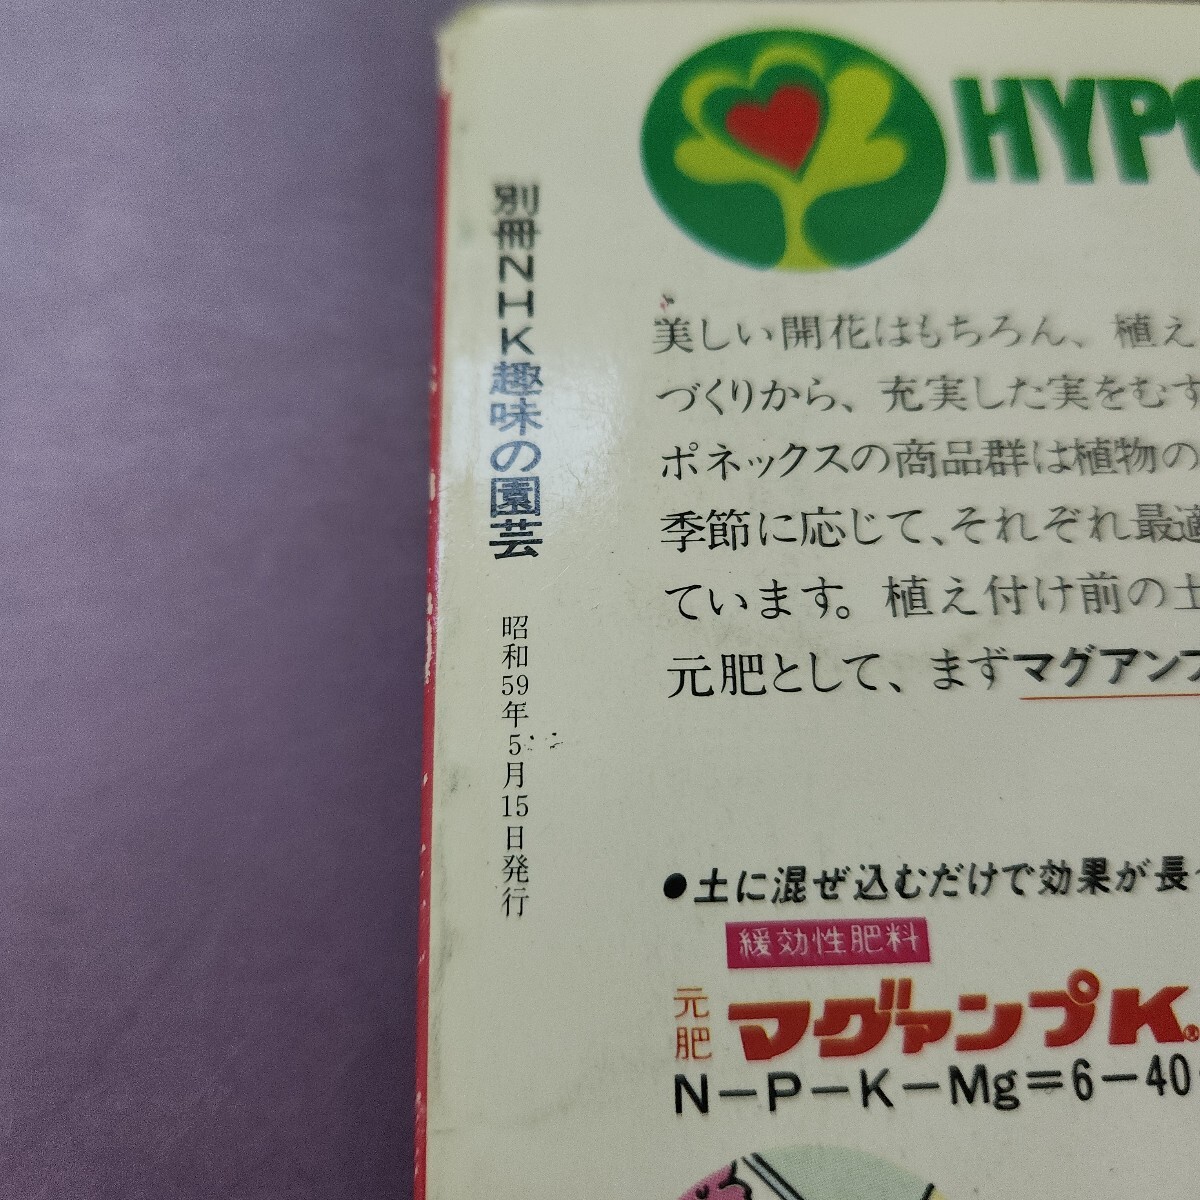 別冊NHK趣味の園芸
昭和59年5月15日発行
HYPO
美しい開花はもちろん、植え
づくりから、充実した実をむす
ポネックスの商品群は植物の
季節に応じて、それぞれ最適
ています。植え付け前の土
元肥として、まずマグアンプ
●土に混ぜ込むだけで効果が長
緩効性肥料
元肥
マグァンプK®
N－P－K－Mg＝6－40